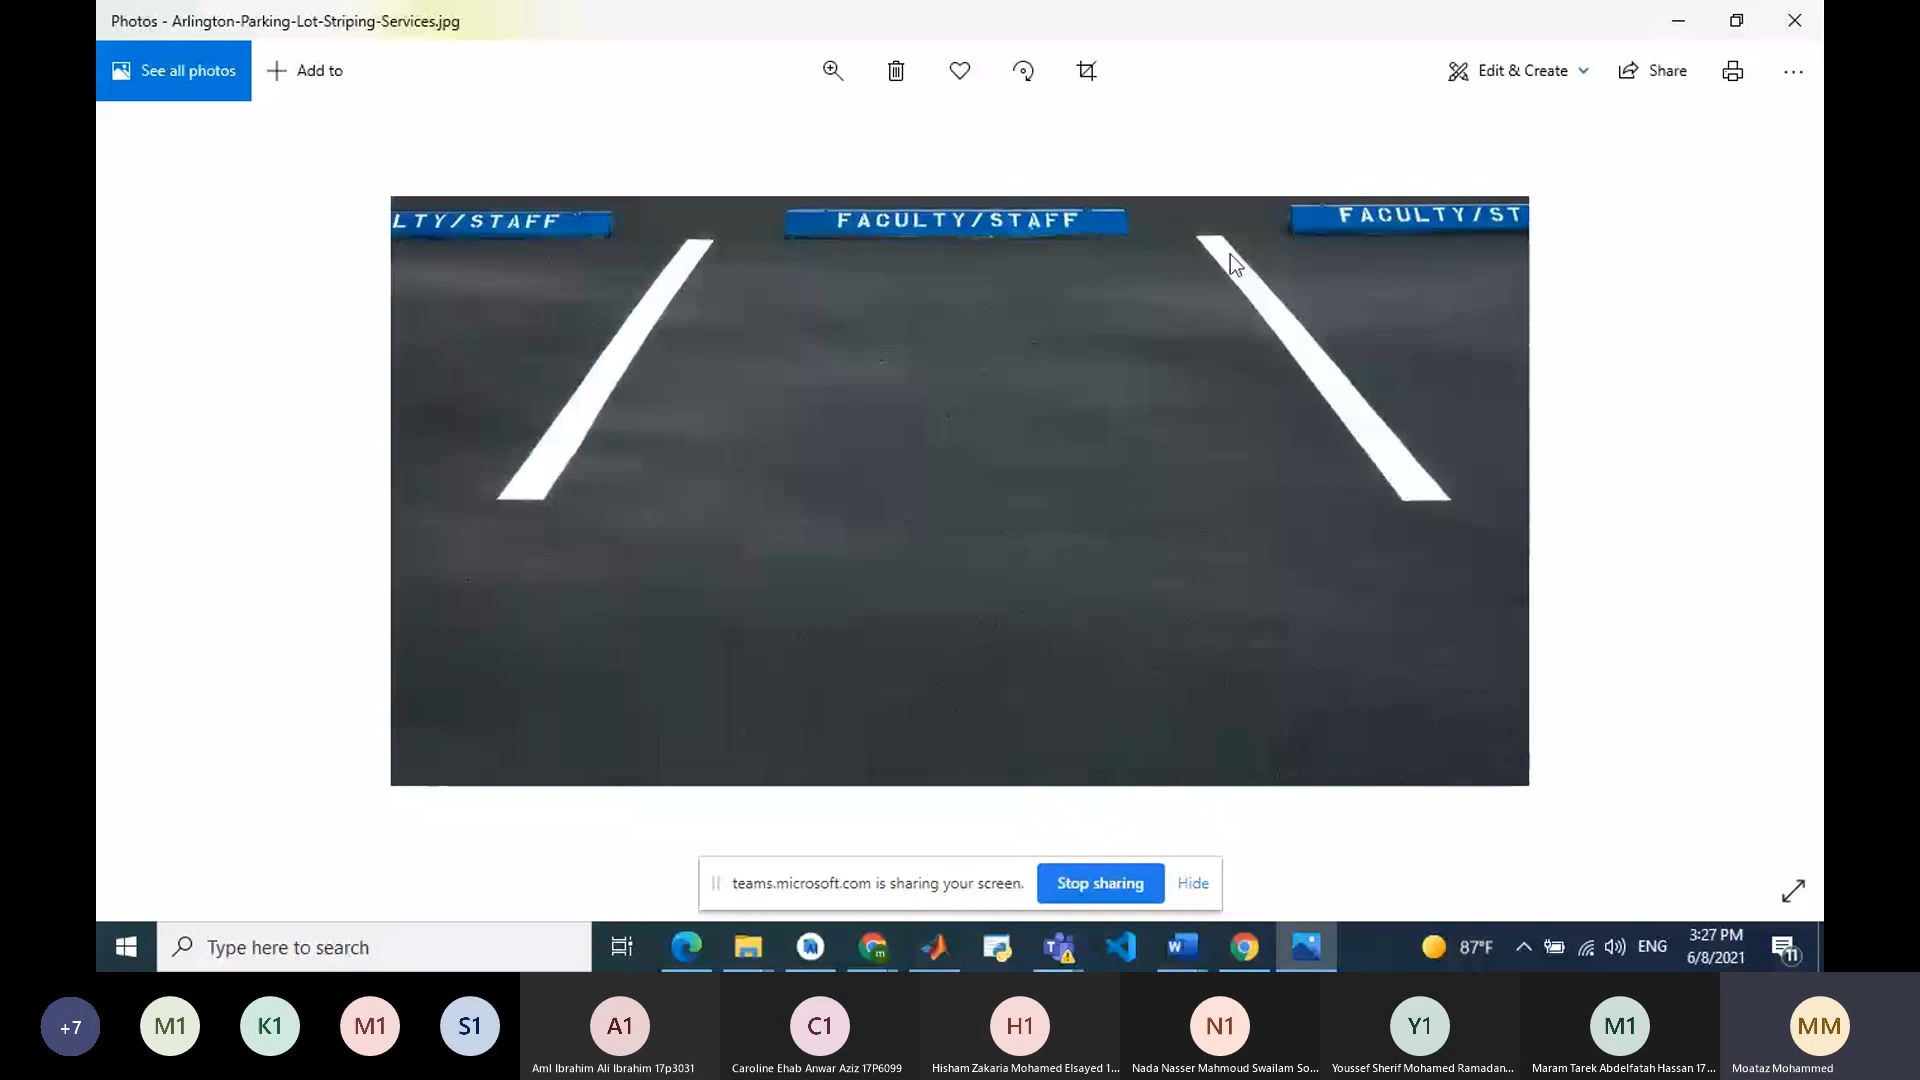 Photos - Arlington-Parking-Lot-Striping-Services.jpg
See all photos
Add to
Edit & Create
Share
LTY/STAFF
FACULTY/STAFF
FACULTY/ST
teams.microsoft.com is sharing your screen.
Stop sharing
Hide
Type here to search
87°F
ENG
3:27 PM
6/8/2021
11
+7
M1
K1
M1
S1
A1
C1
H1
N1
Y1
M1
MM
Aml Ibrahim Ali Ibrahim 17p3031
Caroline Ehab Anwar Aziz 17P6099
Hisham Zakaria Mohamed Elsayed 1...
Nada Nasser Mahmoud Swailam So...
Youssef Sherif Mohamed Ramadan...
Maram Tarek Abdelfatah Hassan 17...
Moataz Mohammed